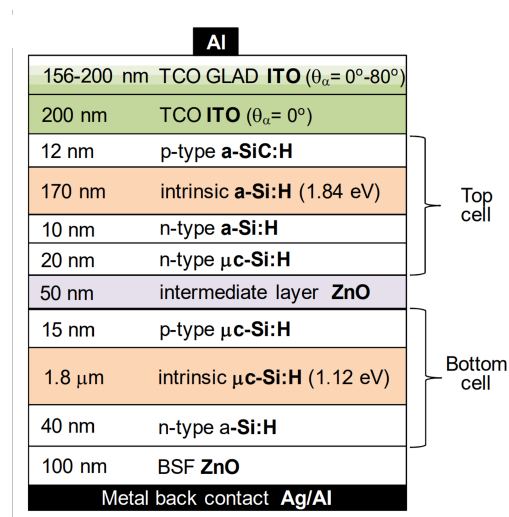 Al
156-200 nm TCO GLAD ITO (θα= 0º-80º)
200 nm TCO ITO (θα= 0º)
12 nm p-type a-SiC:H
170 nm intrinsic a-Si:H (1.84 eV)
10 nm n-type a-Si:H
20 nm n-type μc-Si:H
Top
cell
50 nm intermediate layer ZnO
15 nm p-type μc-Si:H
1.8 μm intrinsic μc-Si:H (1.12 eV)
40 nm n-type a-Si:H
Bottom
cell
100 nm BSF ZnO
Metal back contact Ag/Al